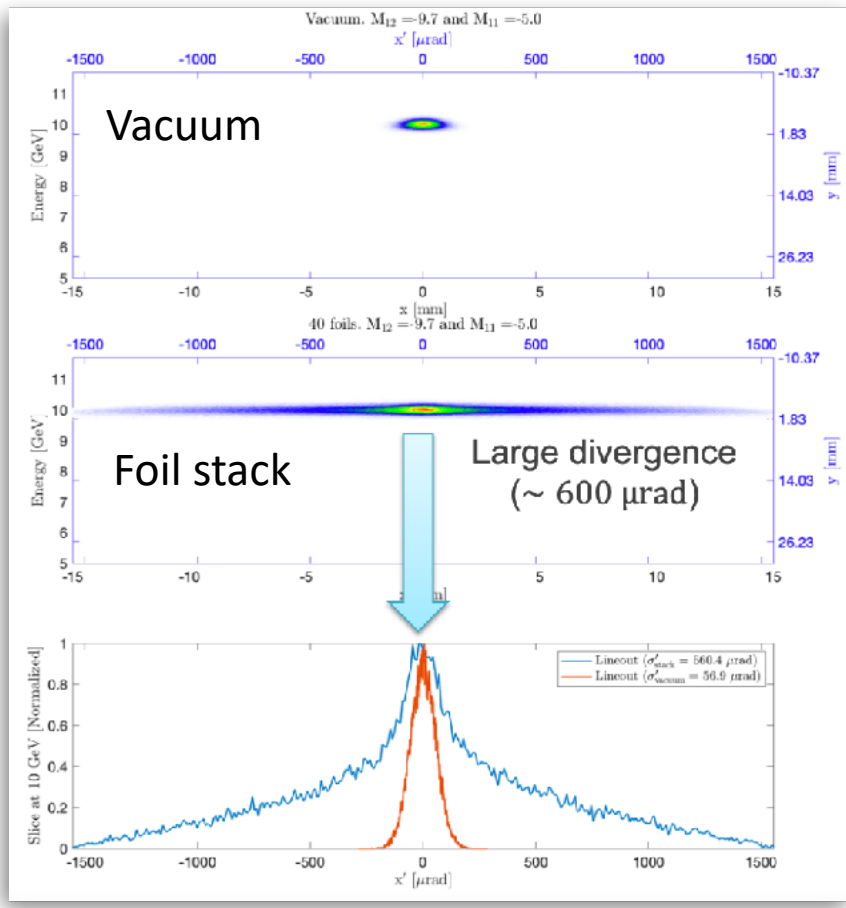 Vacuum. M₁₂ =-9.7 and M₁₁ =-5.0
x′ [μrad]
-1500 -1000 -500 0 500 1000 1500
11
10
9
8
7
6
5
Energy [GeV]
Vacuum
-10.37
1.83
14.03
26.23
y [mm]
-15 -10 -5 0 5 10 15
x [mm]
40 foils. M₁₂ =-9.7 and M₁₁ =-5.0
-1500 -1000 -500 0 500 1000 1500
11
10
9
8
7
6
5
Energy [GeV]
Foil stack
Large divergence
(~ 600 μrad)
-10.37
1.83
14.03
26.23
y [mm]
-15 -10 -5 0 5 10 15
1
0.8
0.6
0.4
0.2
0
Slice at 10 GeV [Normalized]
Lineout (σ′stack = 560.4 μrad)
Lineout (σ′vacuum = 56.9 μrad)
-1500 -1000 -500 0 500 1000 1500
x′ [μrad]